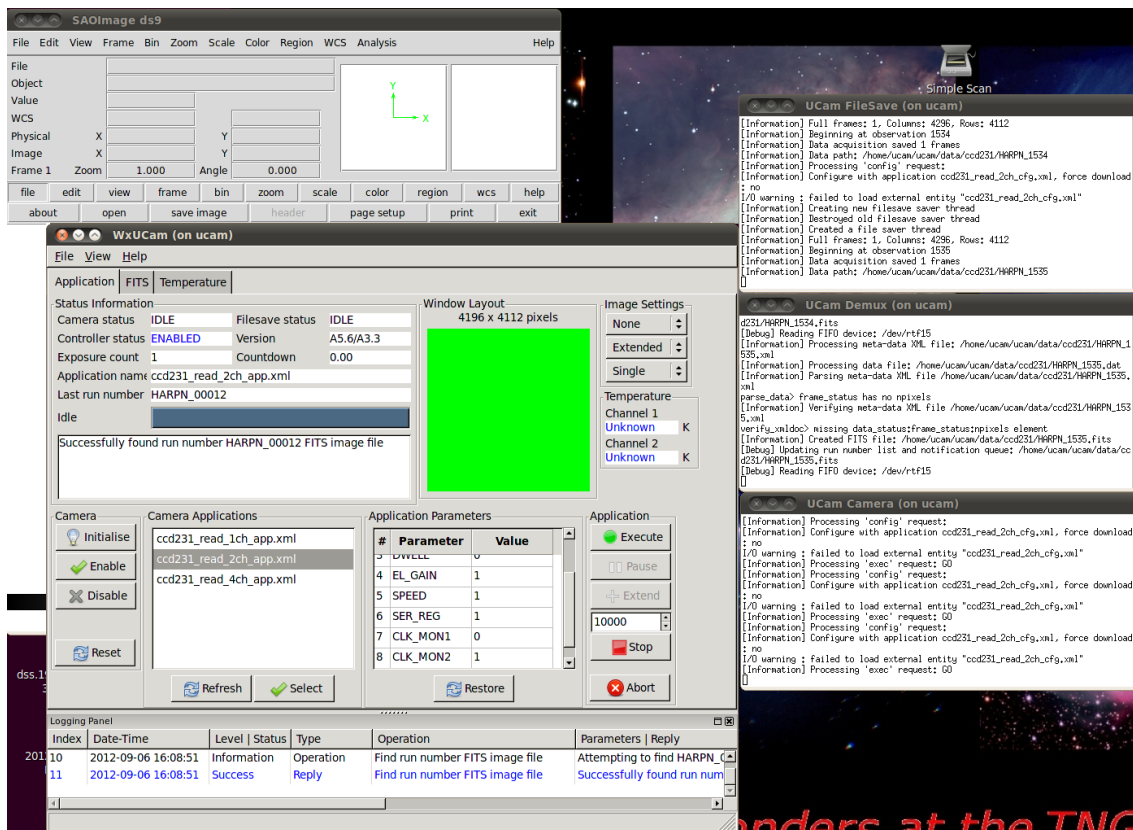 SAOImage ds9
File Edit View Frame Bin Zoom Scale Color Region WCS Analysis Help
File
Object
Value
WCS
Physical X Y
Image X Y
Frame 1 Zoom 1.000 Angle 0.000
Y
X
file edit view frame bin zoom scale color region wcs help
about open save image header page setup print exit
Simple Scan
UCam FileSave (on ucam)
[Information] Full frames: 1, Columns: 4296, Rows: 4112
[Information] Beginning at observation 1534
[Information] Data acquisition saved 1 frames
[Information] Data path: /home/ucam/ucam/data/ccd231/HARPN_1534
[Information] Processing 'config' request:
[Information] Configure with application ccd231_read_2ch_cfg.xml, force download
: no
I/O warning : failed to load external entity "ccd231_read_2ch_cfg.xml"
[Information] Creating new filesave saver thread
[Information] Destroyed old filesave saver thread
[Information] Created a file saver thread
[Information] Full frames: 1, Columns: 4296, Rows: 4112
[Information] Beginning at observation 1535
[Information] Data acquisition saved 1 frames
[Information] Data path: /home/ucam/ucam/data/ccd231/HARPN_1535
WxUCam (on ucam)
File View Help
Application FITS Temperature
Status Information
Camera status IDLE Filesave status IDLE
Controller status ENABLED Version A5.6/A3.3
Exposure count 1 Countdown 0.00
Application name ccd231_read_2ch_app.xml
Last run number HARPN_00012
Idle
Successfully found run number HARPN_00012 FITS image file
Window Layout
4196 x 4112 pixels
Image Settings
None
Extended
Single
Temperature
Channel 1
Unknown K
Channel 2
Unknown K
UCam Demux (on ucam)
d231/HARPN_1534.fits
[Debug] Reading FIFO device: /dev/rtf15
[Information] Processing meta-data XML file: /home/ucam/ucam/data/ccd231/HARPN_1
535.xml
[Information] Processing data file: /home/ucam/ucam/data/ccd231/HARPN_1535.dat
[Information] Parsing meta-data XML file /home/ucam/ucam/data/ccd231/HARPN_1535.
xml
parse_data> frame_status has no npixels
[Information] Verifying meta-data XML file /home/ucam/ucam/data/ccd231/HARPN_153
5.xml
verify_xmldoc> missing data_status:frame_status:npixels element
[Information] Created FITS file: /home/ucam/ucam/data/ccd231/HARPN_1535.fits
[Debug] Updating run number list and notification queue: /home/ucam/ucam/data/cc
d231/HARPN_1535.fits
[Debug] Reading FIFO device: /dev/rtf15
Camera
Initialise
Enable
Disable
Reset
Camera Applications
ccd231_read_1ch_app.xml
ccd231_read_2ch_app.xml
ccd231_read_4ch_app.xml
Refresh Select
Application Parameters
# Parameter Value
3 DWELL 0
4 EL_GAIN 1
5 SPEED 1
6 SER_REG 1
7 CLK_MON1 0
8 CLK_MON2 1
Restore
Application
Execute
Pause
Extend
10000
Stop
Abort
UCam Camera (on ucam)
[Information] Processing 'config' request:
[Information] Configure with application ccd231_read_2ch_cfg.xml, force download
: no
I/O warning : failed to load external entity "ccd231_read_2ch_cfg.xml"
[Information] Processing 'exec' request: GO
[Information] Processing 'config' request:
[Information] Configure with application ccd231_read_2ch_cfg.xml, force download
: no
I/O warning : failed to load external entity "ccd231_read_2ch_cfg.xml"
[Information] Processing 'exec' request: GO
[Information] Processing 'config' request:
[Information] Configure with application ccd231_read_2ch_cfg.xml, force download
: no
I/O warning : failed to load external entity "ccd231_read_2ch_cfg.xml"
[Information] Processing 'exec' request: GO
Logging Panel
Index Date-Time Level | Status Type Operation Parameters | Reply
10 2012-09-06 16:08:51 Information Operation Find run number FITS image file Attempting to find HARPN_
11 2012-09-06 16:08:51 Success Reply Find run number FITS image file Successfully found run num
dss.1
201
at the TNG